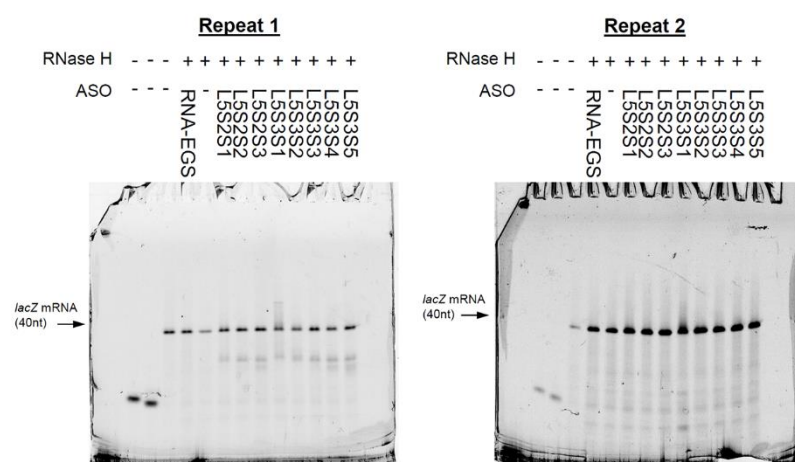 Repeat 1
RNase H - - - + + + + + + + + +
ASO - - - RNA-EGS - L5S2S1 L5S2S2 L5S2S3 L5S3S1 L5S3S2 L5S3S3 L5S3S4 L5S3S5
lacZ mRNA
(40nt)
Repeat 2
RNase H - - - + + + + + + + + + +
ASO - - - RNA-EGS - L5S2S1 L5S2S2 L5S2S3 L5S3S1 L5S3S2 L5S3S3 L5S3S4 L5S3S5
lacZ mRNA
(40nt)